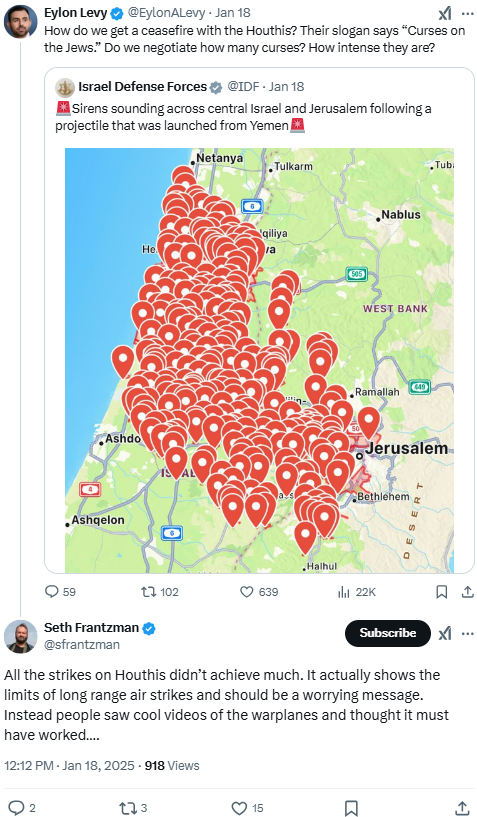 Eylon Levy @EylonALevy · Jan 18
How do we get a ceasefire with the Houthis? Their slogan says “Curses on
the Jews.” Do we negotiate how many curses? How intense they are?
Israel Defense Forces @IDF · Jan 18
🚨Sirens sounding across central Israel and Jerusalem following a
projectile that was launched from Yemen🚨
Netanya
Tulkarm
6
Nablus
505
WEST BANK
Ramallah
449
Jerusalem
Ashdo
4
Bethlehem
DESERT
Ashqelon
6
Halhul
59 102 639 22K
Seth Frantzman
@sfrantzman
Subscribe
All the strikes on Houthis didn’t achieve much. It actually shows the
limits of long range air strikes and should be a worrying message.
Instead people saw cool videos of the warplanes and thought it must
have worked....
12:12 PM · Jan 18, 2025 · 918 Views
2 3 15